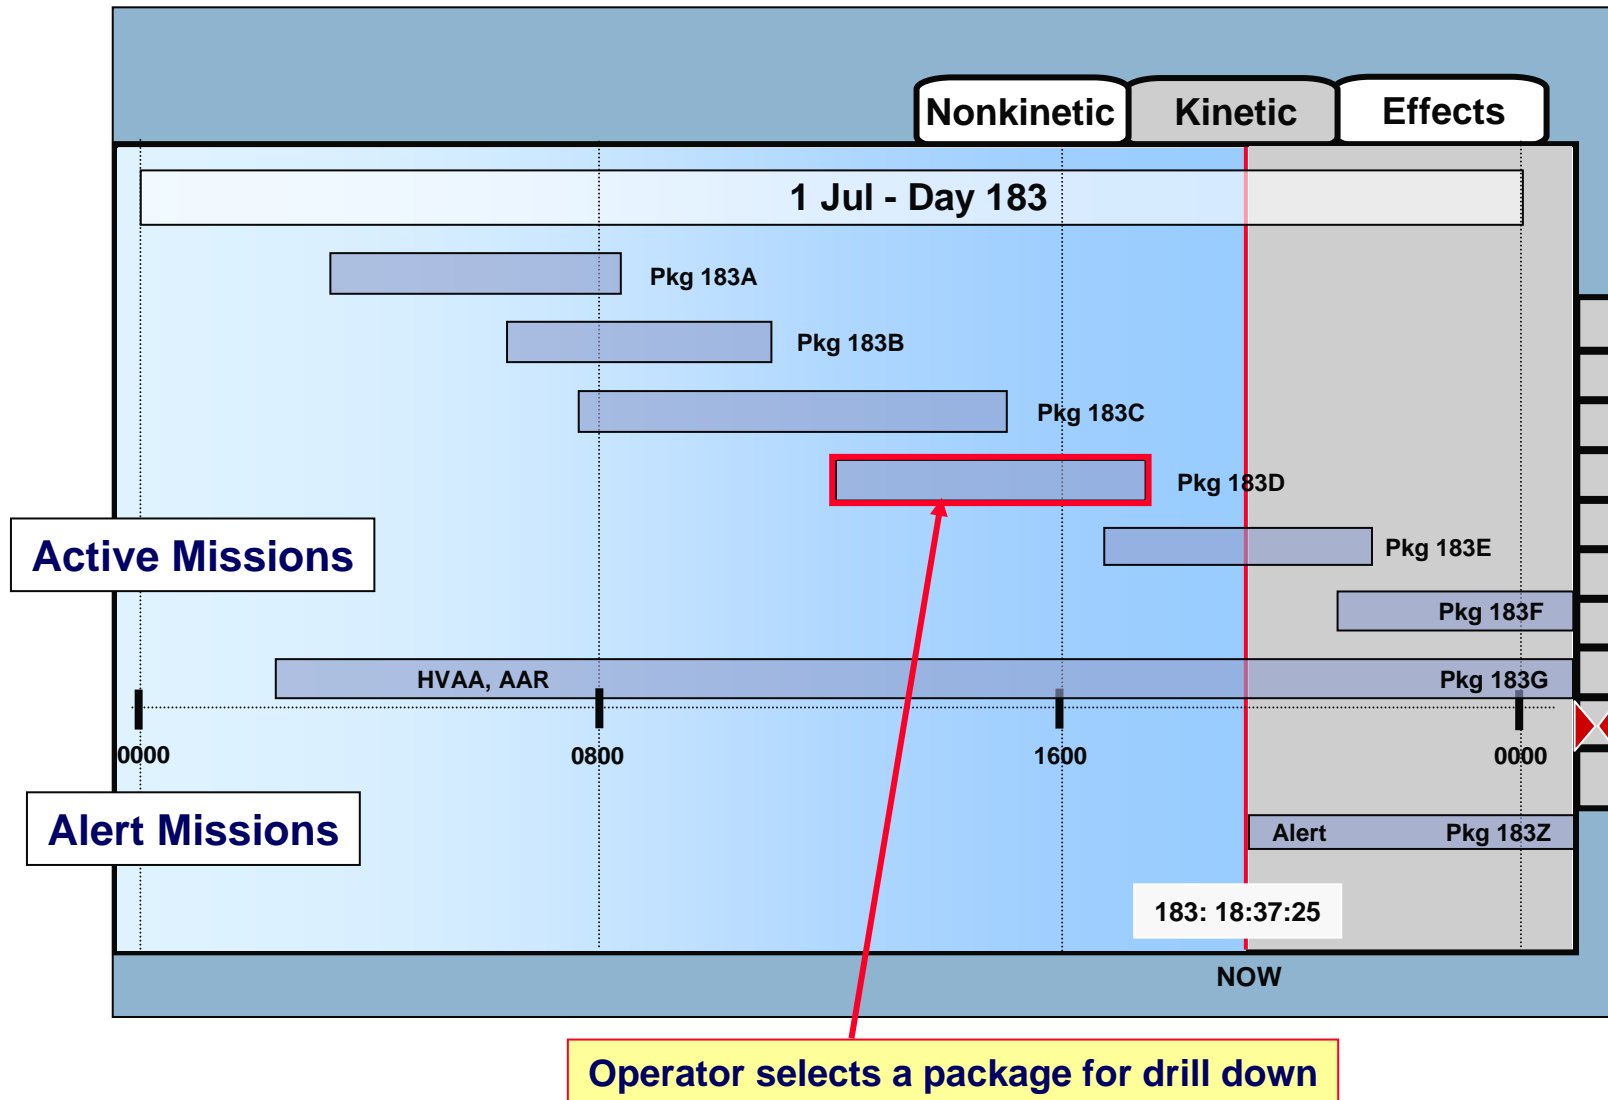 Nonkinetic Kinetic Effects
1 Jul - Day 183
Pkg 183A
Pkg 183B
Pkg 183C
Pkg 183D
Active Missions
Pkg 183E
Pkg 183F
HVAA, AAR Pkg 183G
0000 0800 1600 0000
Alert Missions
Alert Pkg 183Z
183: 18:37:25
NOW
Operator selects a package for drill down